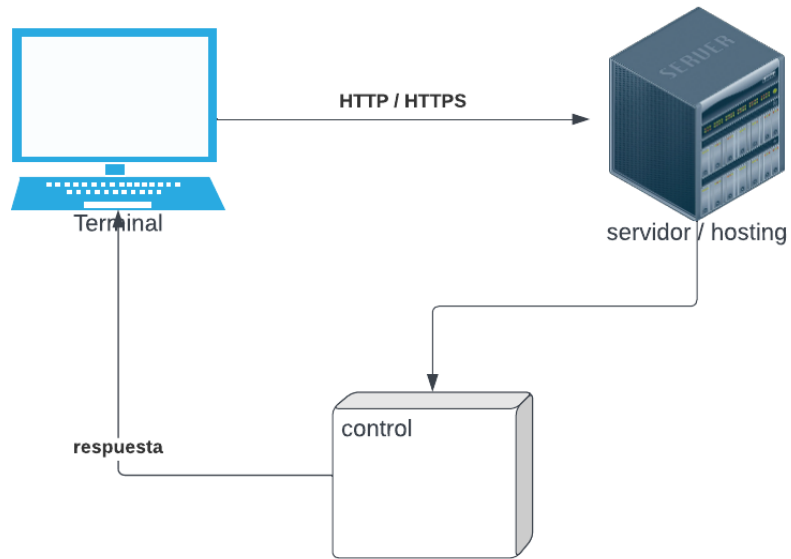 SERVER
HTTP / HTTPS
Terminal
servidor / hosting
control
respuesta